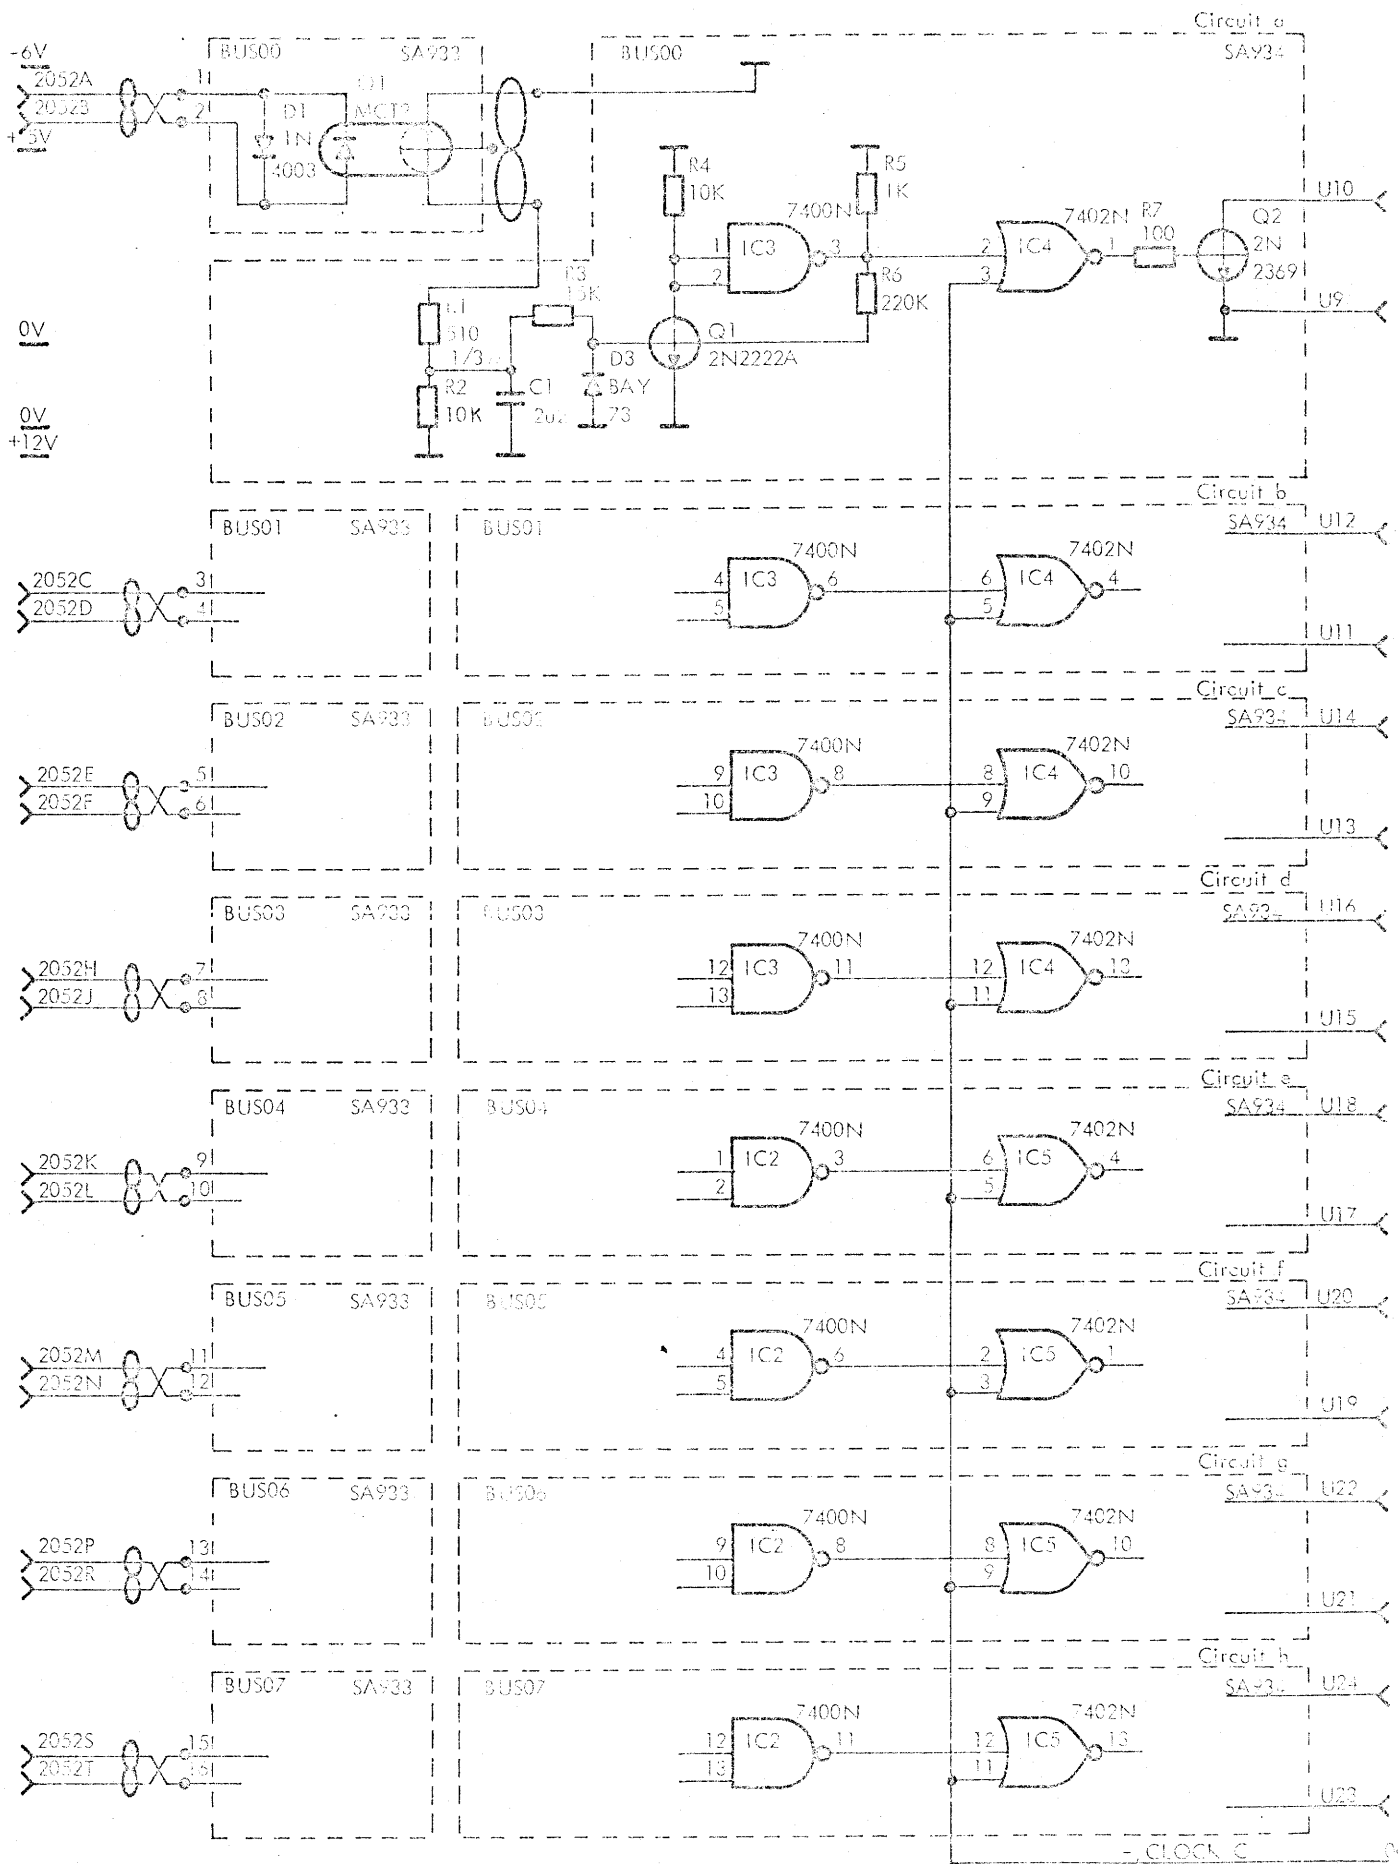 Circuit a
-6V
BUS00 SA933
BUS00 SA934
2052A 1
2052B 2
D1
1N
4003
MCT2
R4
10K
R5
1K
7400N
1 IC3 3
2
7402N
2 IC4 1
3
R7
100
U10
Q2
2N
2369
U9
R6
220K
15K
510
0V
Q1
2N2222A
D3
BAY
73
R2
10K
C1
0V
+12V
Circuit b
BUS01 SA933
BUS01
SA934 U12
7400N
7402N
2052C 3
2052D 4
4 IC3 6
5
6 IC4 4
5
U11
Circuit c
BUS02 SA933
SA934 U14
7400N
7402N
2052E 5
2052F 6
9 IC3 8
10
8 IC4 10
9
U13
Circuit d
BUS03 SA933
BUS03
SA934 U16
7400N
7402N
2052H 7
2052J 8
12 IC3 11
13
12 IC4 13
11
U15
Circuit e
BUS04 SA933
BUS04
SA934 U18
7400N
7402N
2052K 9
2052L 10
1 IC2 3
2
6 IC5 4
5
U17
Circuit f
BUS05 SA933
BUS05
SA934 U20
7400N
7402N
2052M 11
2052N 12
4 IC2 6
5
2 IC5 1
3
U19
Circuit g
BUS06 SA933
BUS06
SA934 U22
7400N
7402N
2052P 13
2052R 14
9 IC2 8
10
8 IC5 10
9
U21
Circuit h
BUS07 SA933
BUS07
SA934 U24
7400N
7402N
2052S 15
2052T 16
12 IC2 11
13
12 IC5 13
11
U23
-, CLOCK C